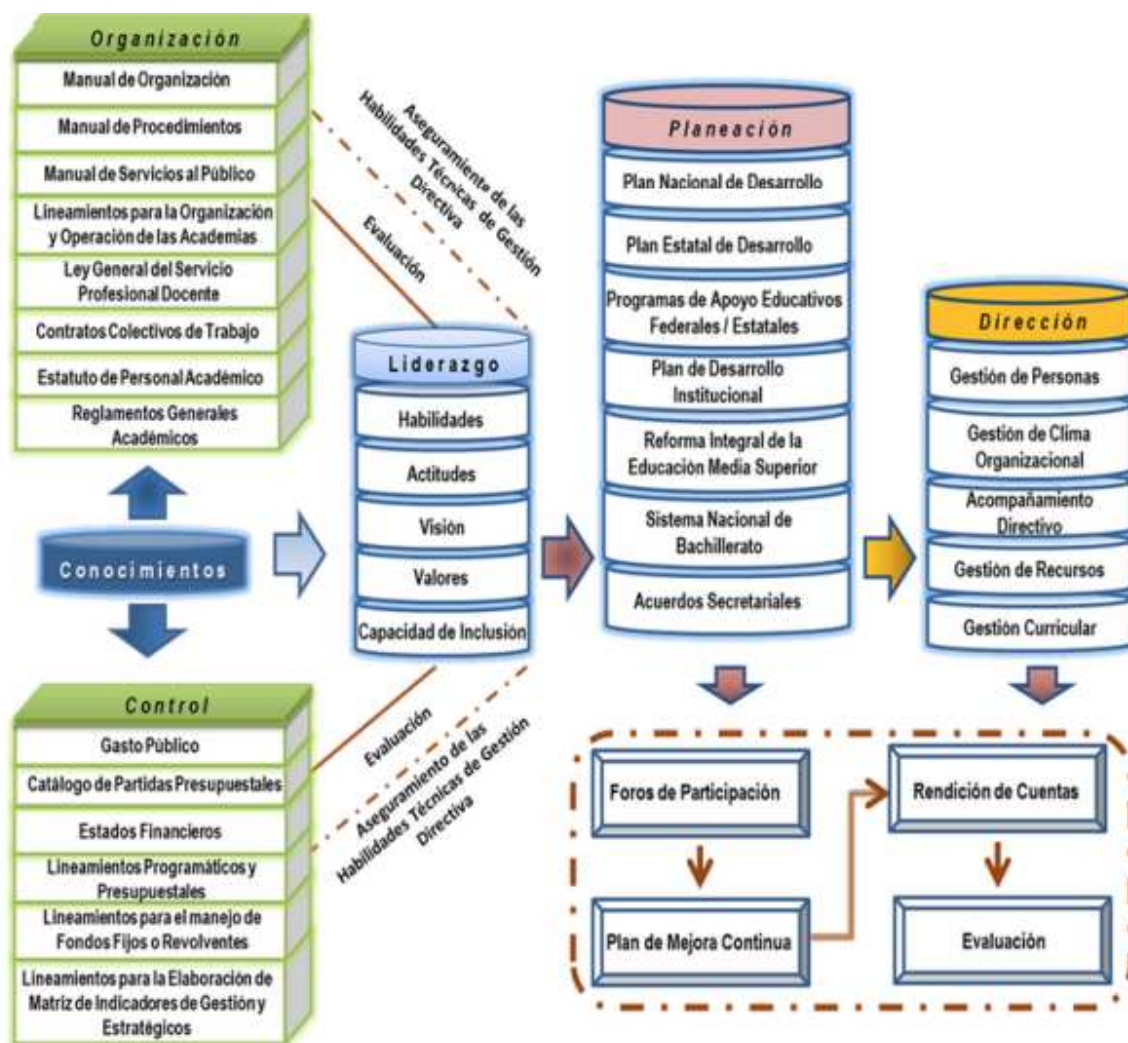 Organización
Manual de Organización
Manual de Procedimientos
Manual de Servicios al Público
Lineamientos para la Organización
y Operación de las Academias
Ley General del Servicio
Profesional Docente
Contratos Colectivos de Trabajo
Estatuto de Personal Académico
Reglamentos Generales
Académicos
Conocimientos
Control
Gasto Público
Catálogo de Partidas Presupuestales
Estados Financieros
Lineamientos Programáticos y
Presupuestales
Lineamientos para el manejo de
Fondos Fijos o Revolventes
Lineamientos para la Elaboración de
Matriz de Indicadores de Gestión y
Estratégicos
Aseguramiento de las
Habilidades Técnicas de Gestión
Directiva
Evaluación
Liderazgo
Habilidades
Actitudes
Visión
Valores
Capacidad de Inclusión
Evaluación
Aseguramiento de las
Habilidades Técnicas de Gestión
Directiva
Planeación
Plan Nacional de Desarrollo
Plan Estatal de Desarrollo
Programas de Apoyo Educativos
Federales / Estatales
Plan de Desarrollo
Institucional
Reforma Integral de la
Educación Media Superior
Sistema Nacional de
Bachillerato
Acuerdos Secretariales
Dirección
Gestión de Personas
Gestión de Clima
Organizacional
Acompañamiento
Directivo
Gestión de Recursos
Gestión Curricular
Foros de Participación
Plan de Mejora Continua
Rendición de Cuentas
Evaluación